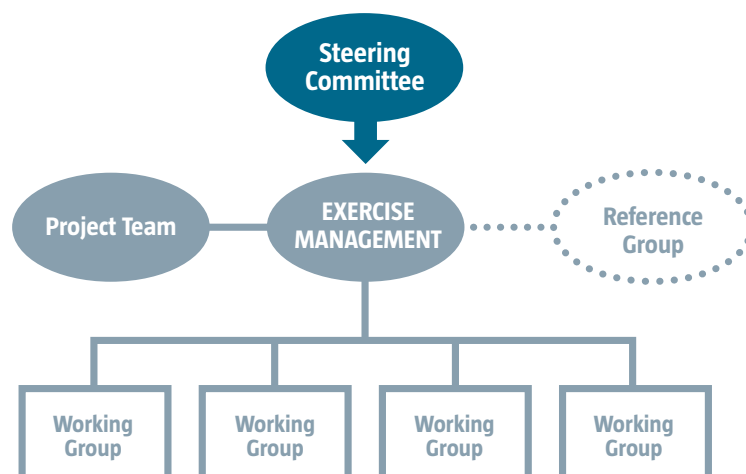 Steering
Committee
Project Team
EXERCISE
MANAGEMENT
Reference
Group
Working
Group
Working
Group
Working
Group
Working
Group